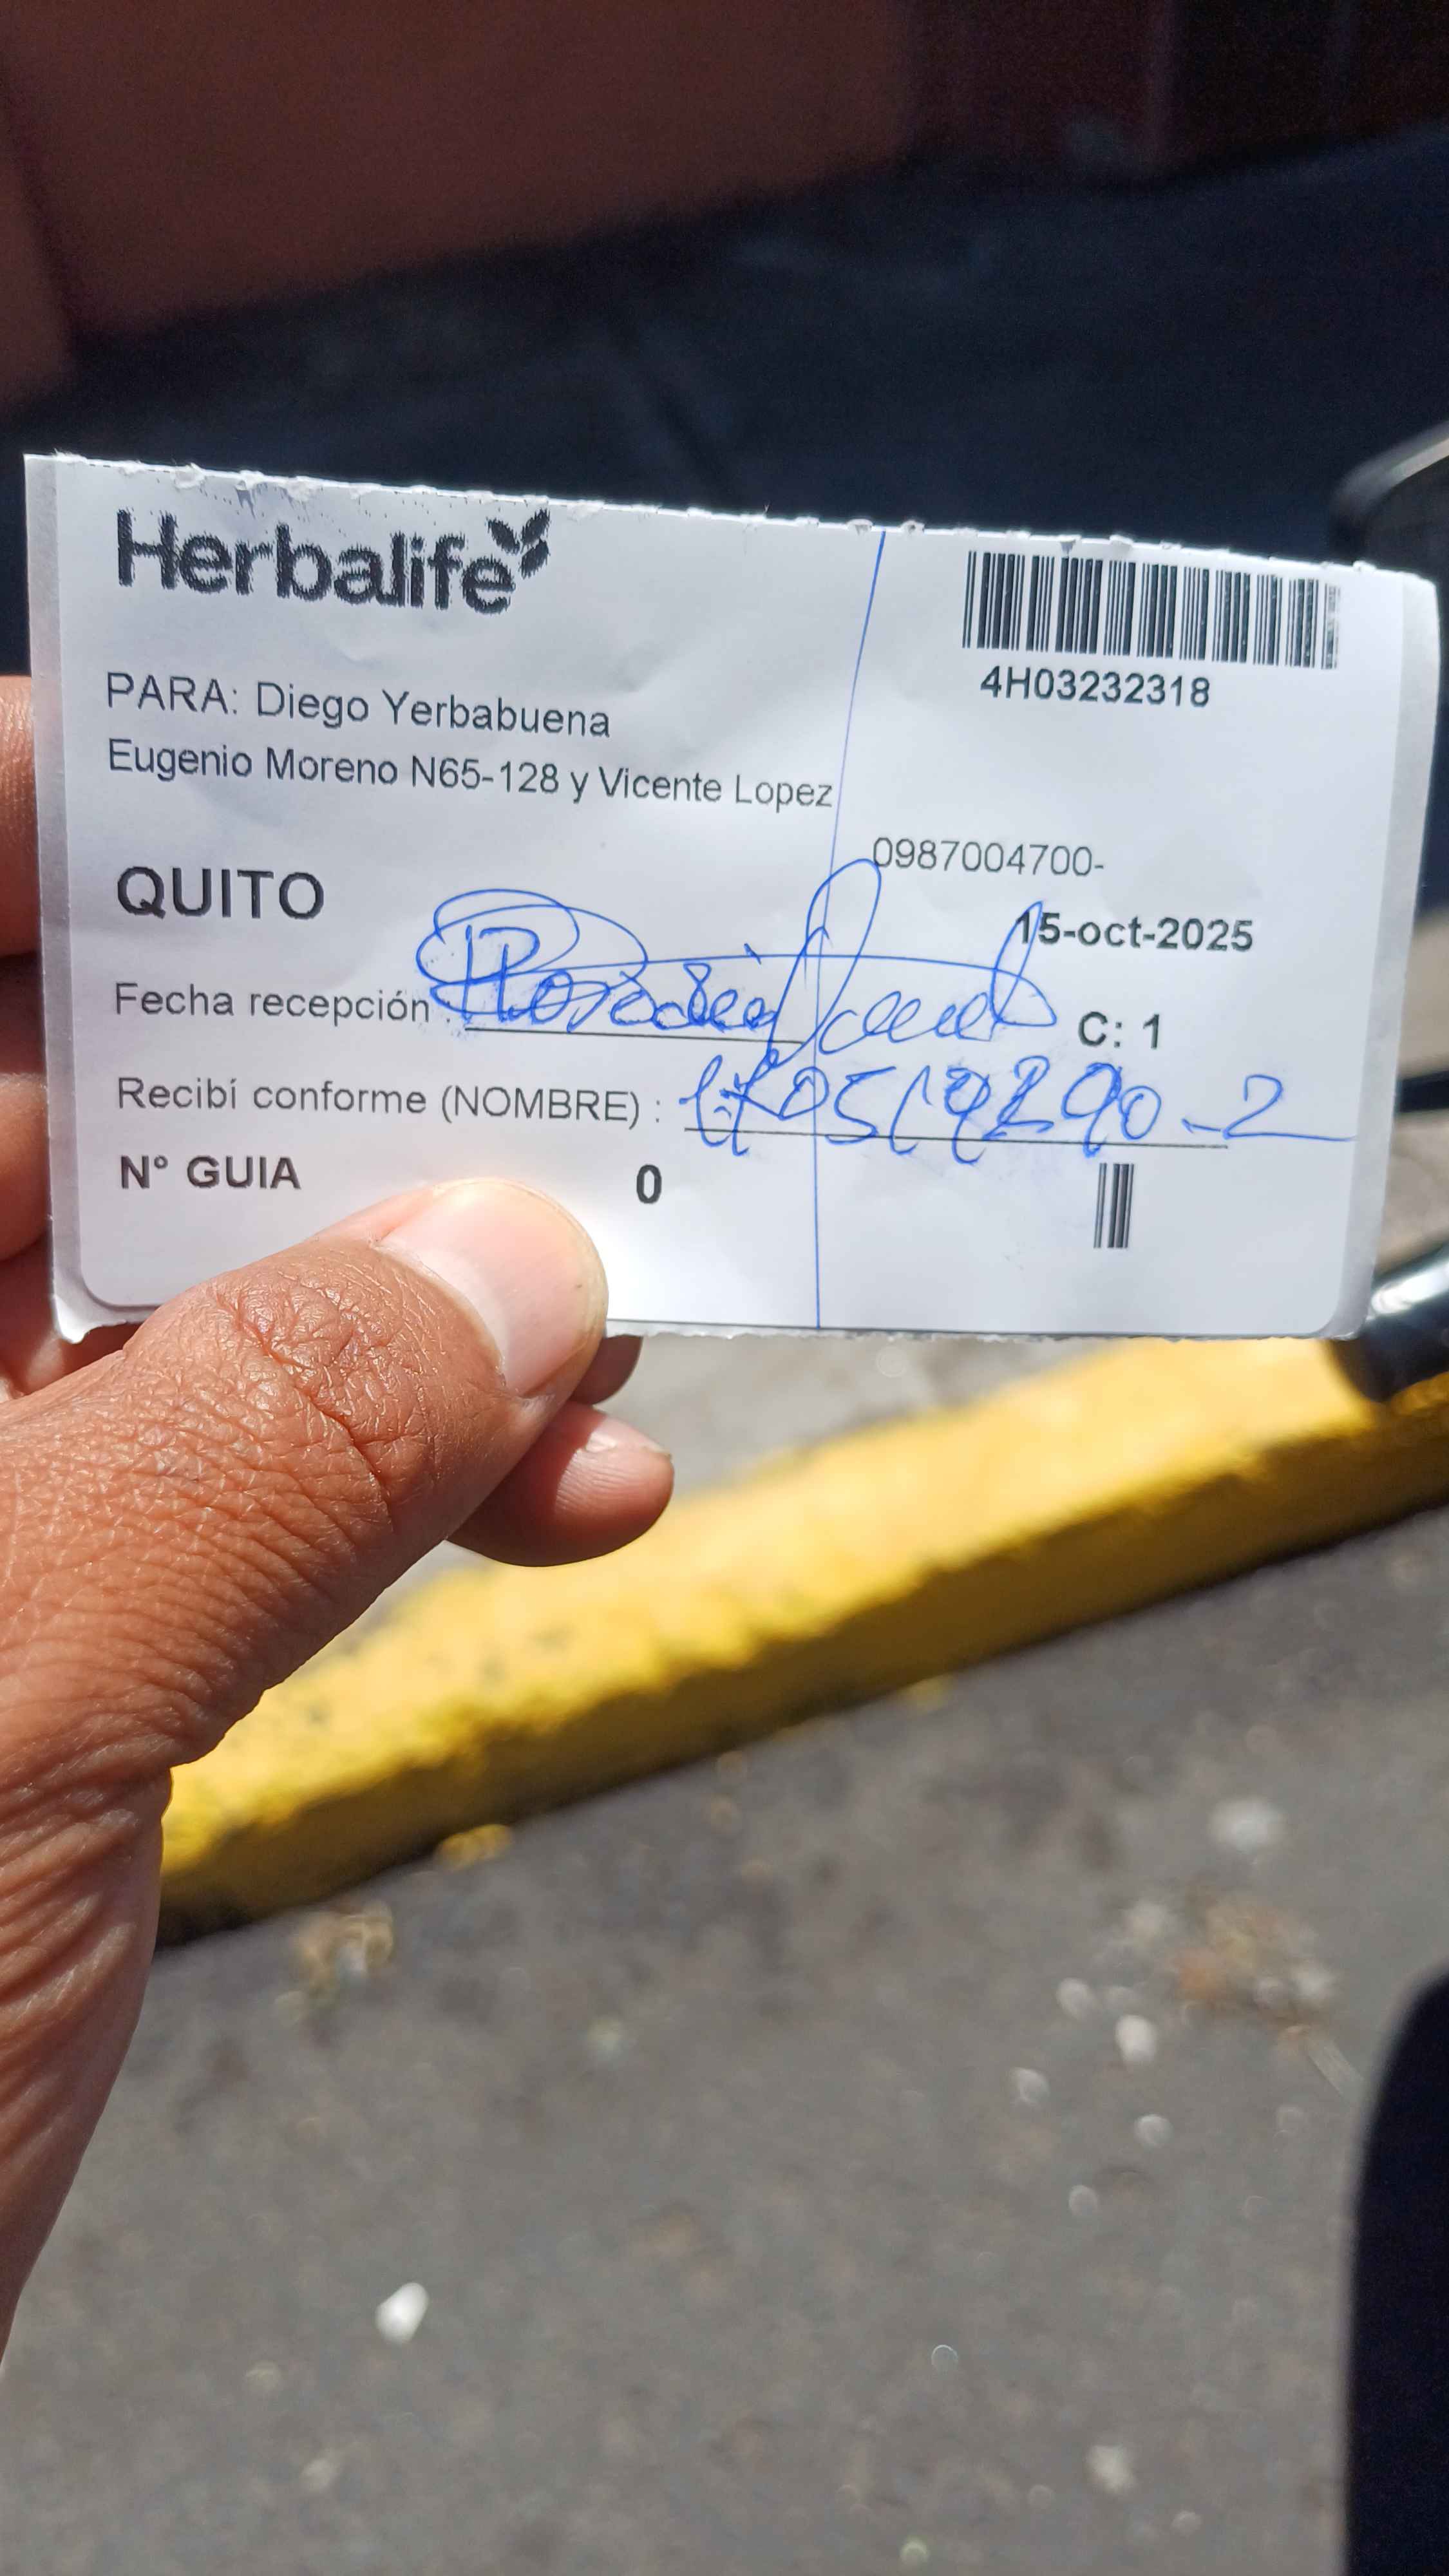 Herbalife
4H03232318
PARA: Diego Yerbabuena
Eugenio Moreno N65-128 y Vicente Lopez
0987004700-
QUITO
15-oct-2025
Fecha recepción
C: 1
Recibí conforme (NOMBRE) :
N° GUIA 0